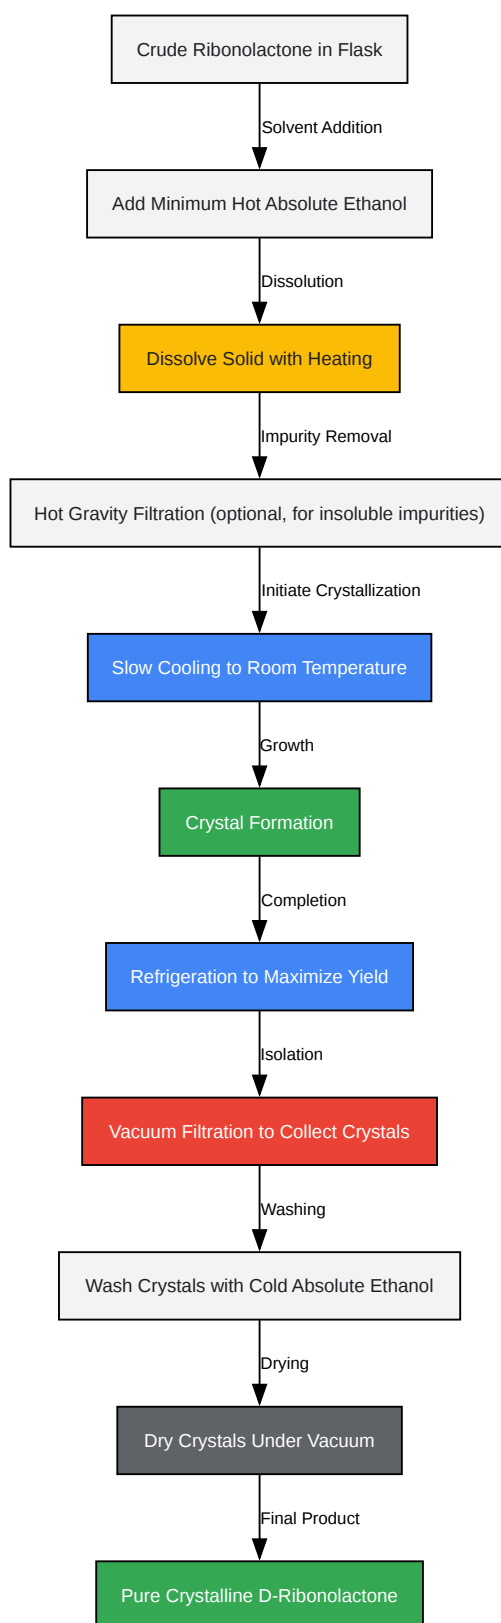 Crude Ribonolactone in Flask
Solvent Addition
Add Minimum Hot Absolute Ethanol
Dissolution
Dissolve Solid with Heating
Impurity Removal
Hot Gravity Filtration (optional, for insoluble impurities)
Initiate Crystallization
Slow Cooling to Room Temperature
Growth
Crystal Formation
Completion
Refrigeration to Maximize Yield
Isolation
Vacuum Filtration to Collect Crystals
Washing
Wash Crystals with Cold Absolute Ethanol
Drying
Dry Crystals Under Vacuum
Final Product
Pure Crystalline D-Ribonolactone